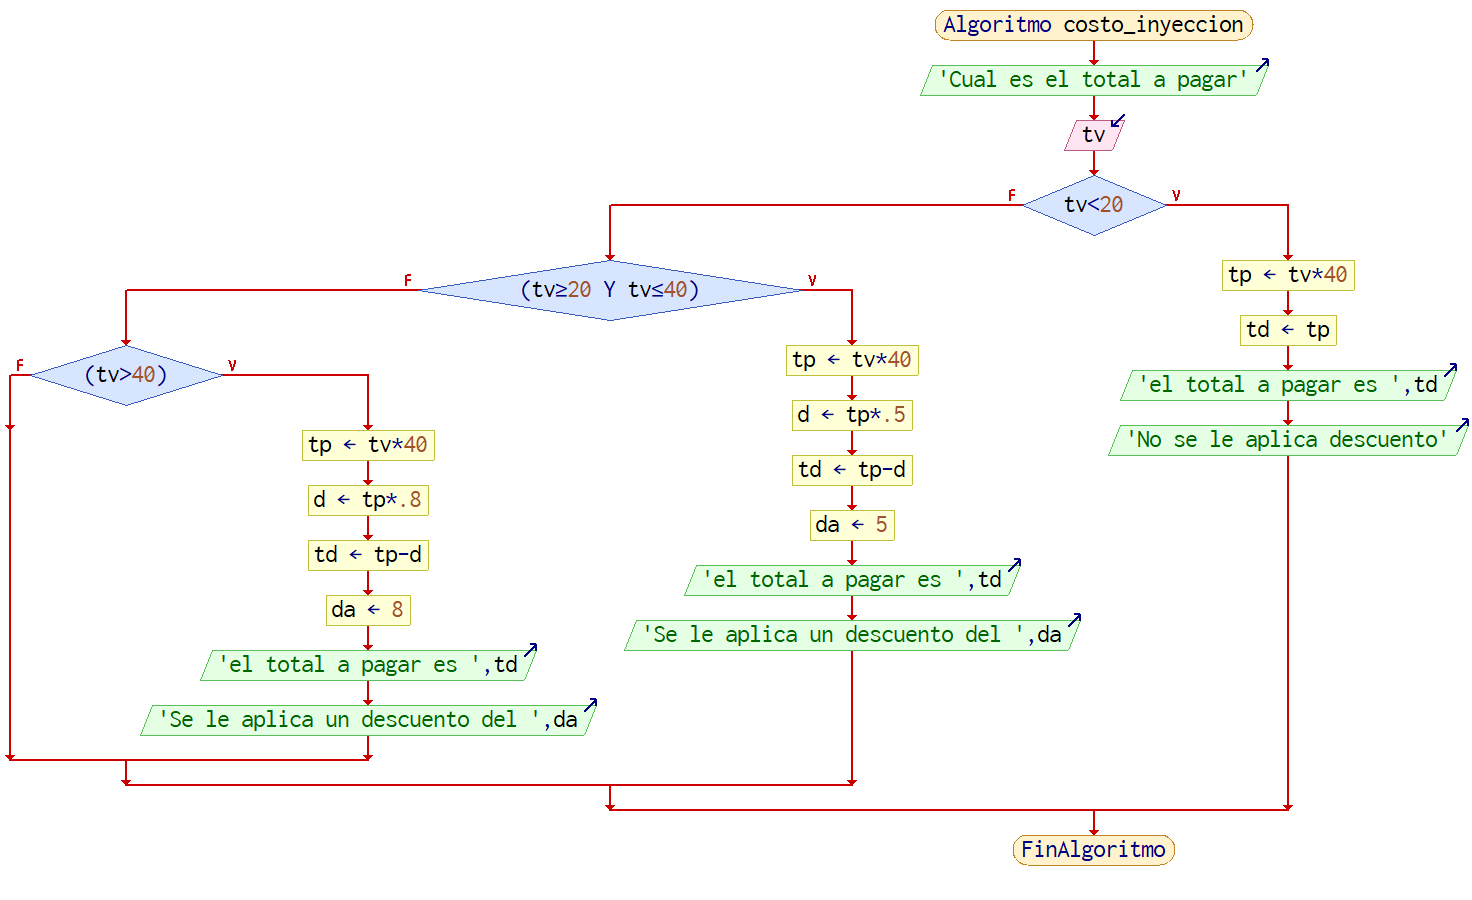 Algoritmo costo_inyeccion
'Cual es el total a pagar'
tv
tv<20
F
V
(tv≥20 Y tv≤40)
F
V
(tv>40)
F
V
tp ← tv*40
d ← tp*.8
td ← tp-d
da ← 8
'el total a pagar es ',td
'Se le aplica un descuento del ',da
tp ← tv*40
d ← tp*.5
td ← tp-d
da ← 5
'el total a pagar es ',td
'Se le aplica un descuento del ',da
tp ← tv*40
td ← tp
'el total a pagar es ',td
'No se le aplica descuento'
FinAlgoritmo